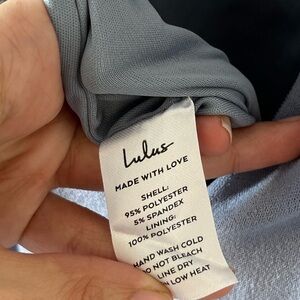 Lulus
MADE WITH LOVE
SHELL:
95% POLYESTER
5% SPANDEX
LINING:
100% POLYESTER
HAND WASH COLD
DO NOT BLEACH
LINE DRY
LOW HEAT